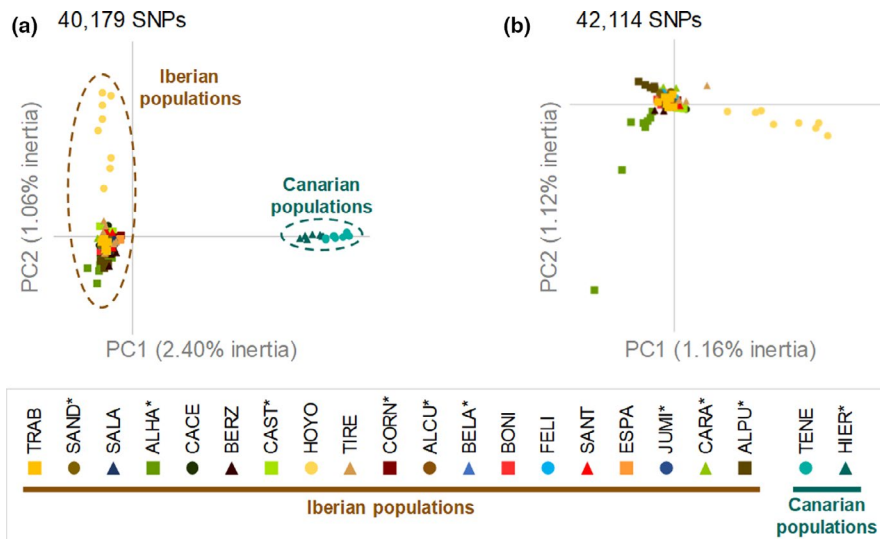 (a) 40,179 SNPs
Iberian
populations
Canarian
populations
PC2 (1.06% inertia)
PC1 (2.40% inertia)
(b) 42,114 SNPs
PC2 (1.12% inertia)
PC1 (1.16% inertia)
TRAB
SAND*
SALA
ALHA*
CACE
BERZ
CAST*
HOYO
TIRE
CORN*
ALCU*
BELA*
BONI
FELI
SANT
ESPA
JUMI*
CARA*
ALPU*
TENE
HIER*
Iberian populations
Canarian
populations